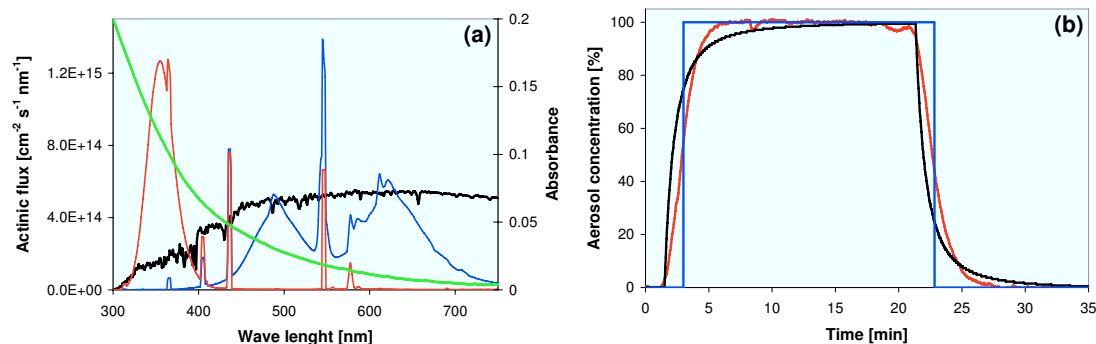 (a)
Actinic flux [cm⁻² s⁻¹ nm⁻¹]
1.2E+15
8.0E+14
4.0E+14
0.0E+00
0.2
0.15
0.1
0.05
0
Absorbance
300 400 500 600 700
Wave lenght [nm]
(b)
Aerosol concentration [%]
100
80
60
40
20
0
0 5 10 15 20 25 30 35
Time [min]